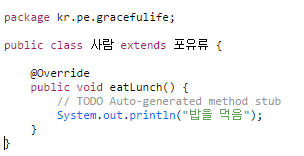 package kr.pe.gracefulife;
public class 사람 extends 포유류 {
@Override
public void eatLunch() {
// TODO Auto-generated method stub
System.out.println("밥을 먹음");
}
}